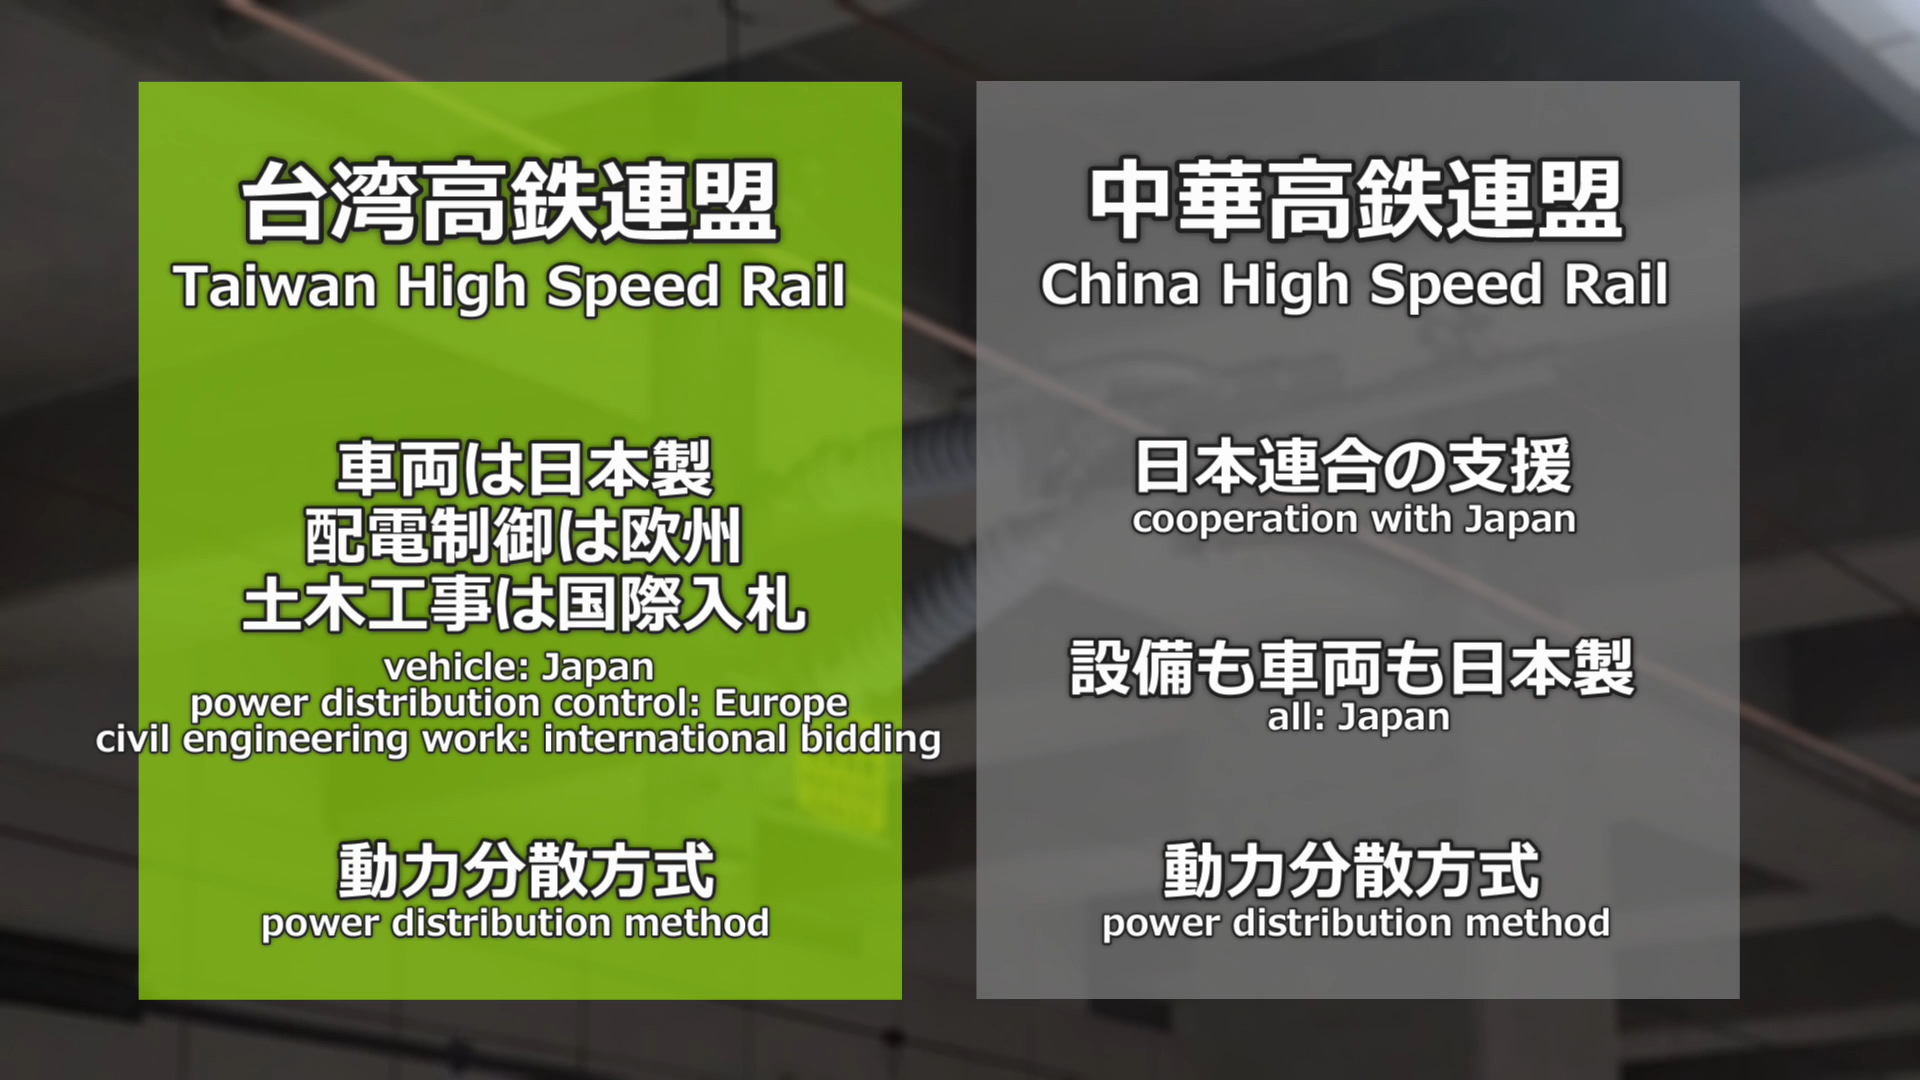 台湾高鉄連盟
Taiwan High Speed Rail
車両は日本製
配電制御は欧州
土木工事は国際入札
vehicle: Japan
power distribution control: Europe
civil engineering work: international bidding
動力分散方式
power distribution method
中華高鉄連盟
China High Speed Rail
日本連合の支援
cooperation with Japan
設備も車両も日本製
all: Japan
動力分散方式
power distribution method